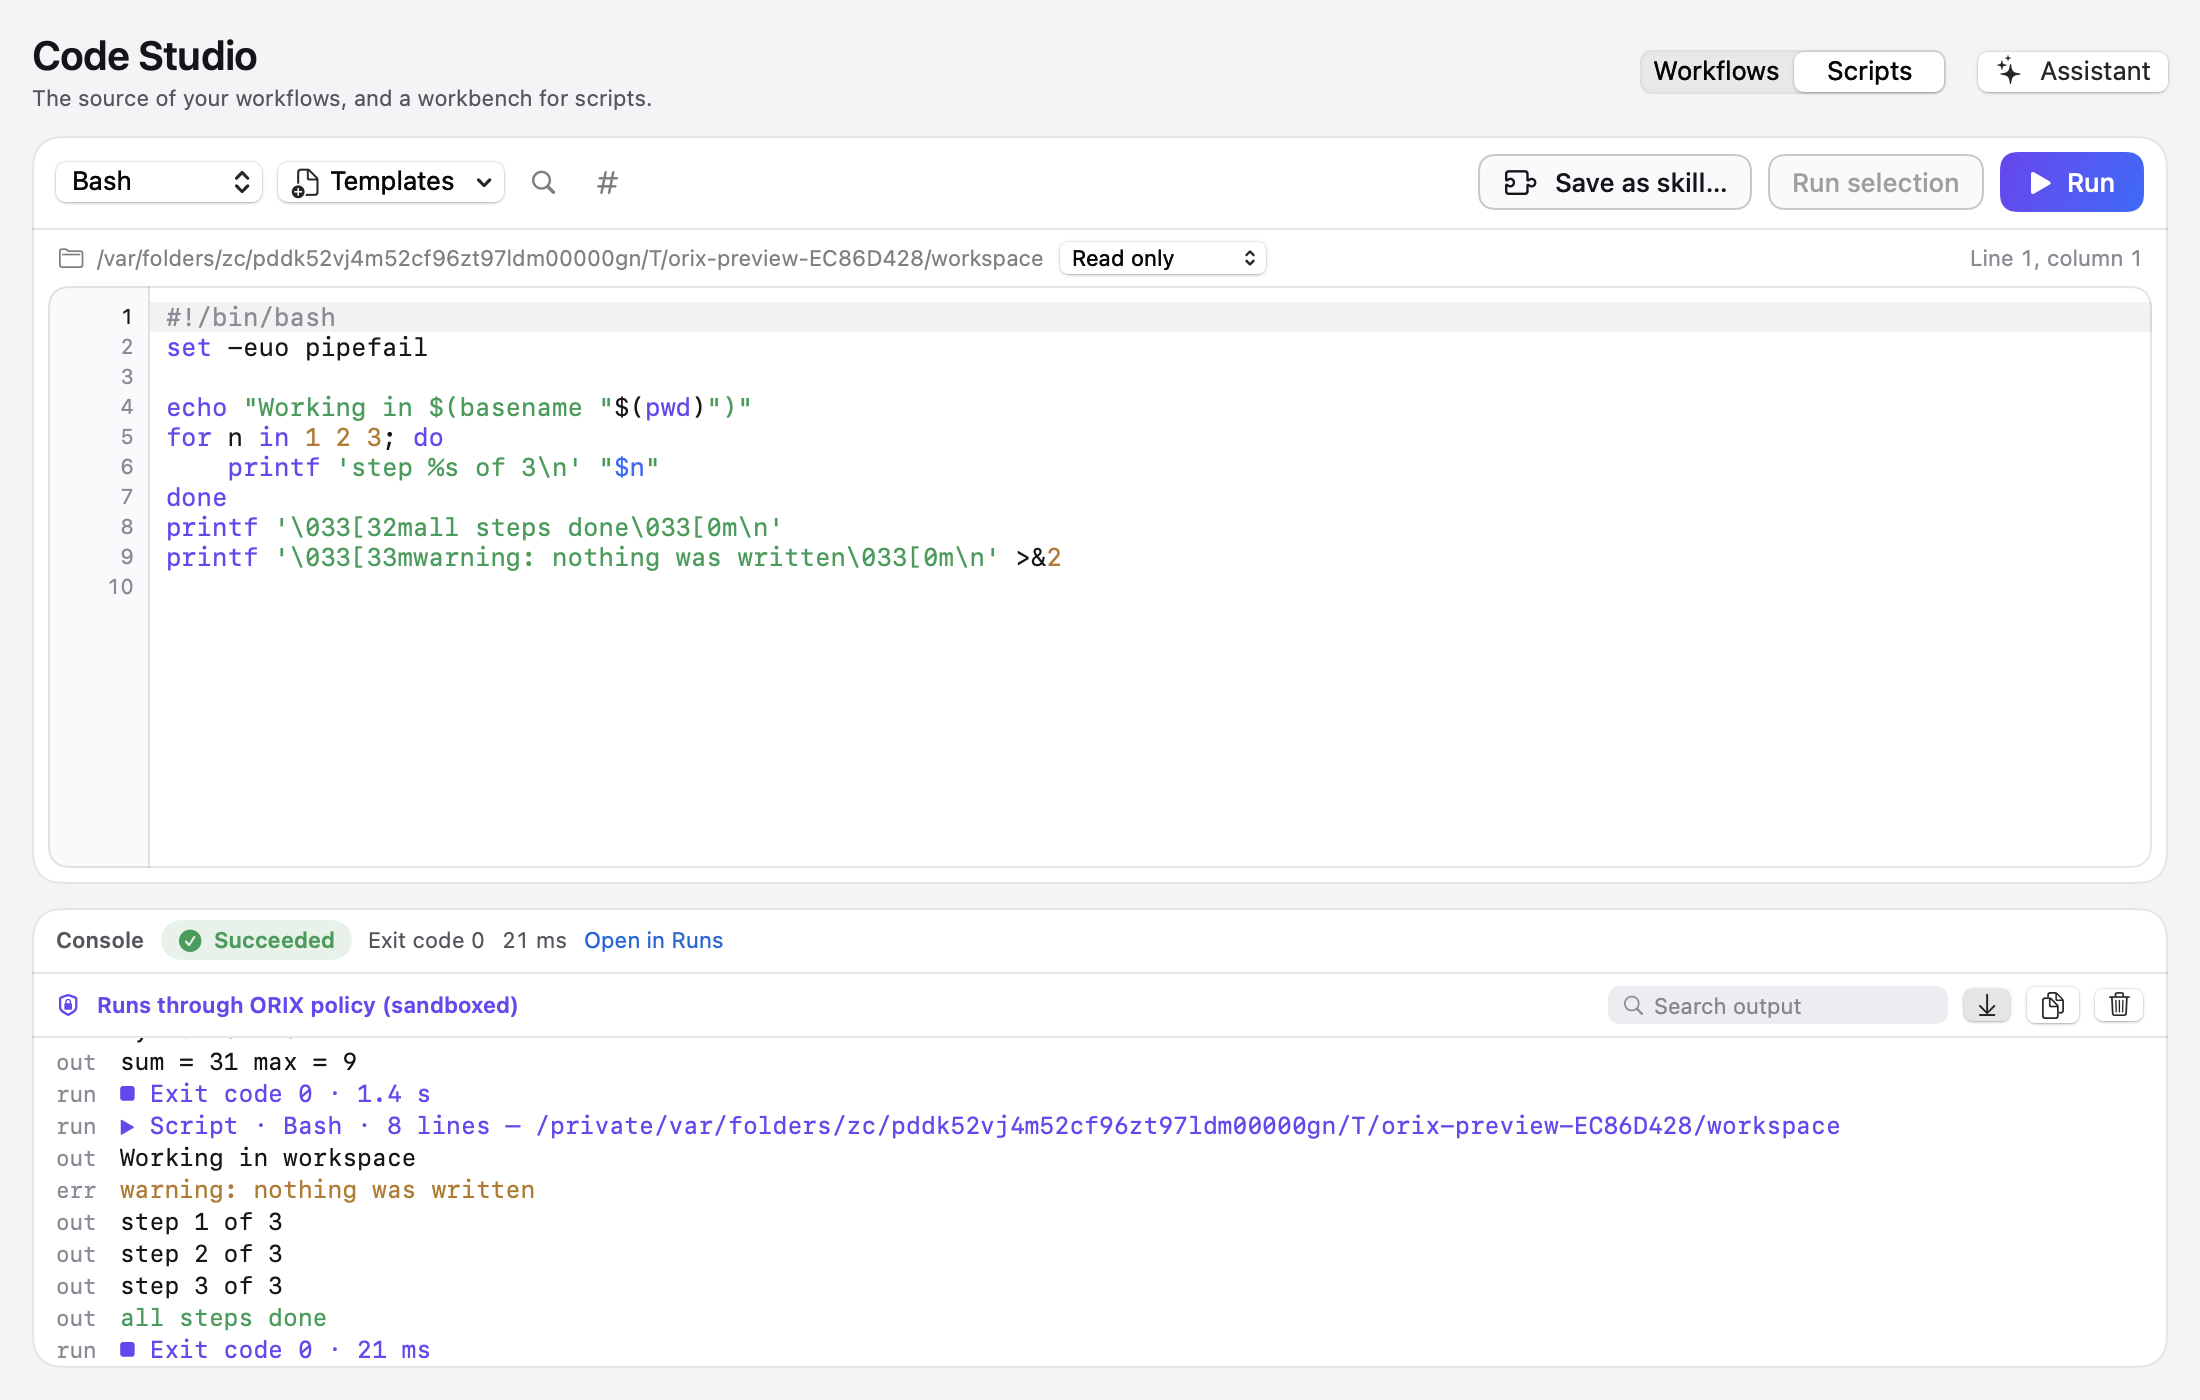 Code Studio
The source of your workflows, and a workbench for scripts.
Workflows Scripts Assistant
Bash Templates # Save as skill... Run selection Run
/var/folders/zc/pddk52vj4m52cf96zt97ldm00000gn/T/orix-preview-EC86D428/workspace Read only Line 1, column 1
1 #!/bin/bash
2 set -euo pipefail
3
4 echo "Working in $(basename "$(pwd)")"
5 for n in 1 2 3; do
6     printf 'step %s of 3\n' "$n"
7 done
8 printf '\033[32mall steps done\033[0m\n'
9 printf '\033[33mwarning: nothing was written\033[0m\n' >&2
10
Console Succeeded Exit code 0 21 ms Open in Runs
Runs through ORIX policy (sandboxed) Search output
out sum = 31 max = 9
run ■ Exit code 0 · 1.4 s
run ▶ Script · Bash · 8 lines — /private/var/folders/zc/pddk52vj4m52cf96zt97ldm00000gn/T/orix-preview-EC86D428/workspace
out Working in workspace
err warning: nothing was written
out step 1 of 3
out step 2 of 3
out step 3 of 3
out all steps done
run ■ Exit code 0 · 21 ms